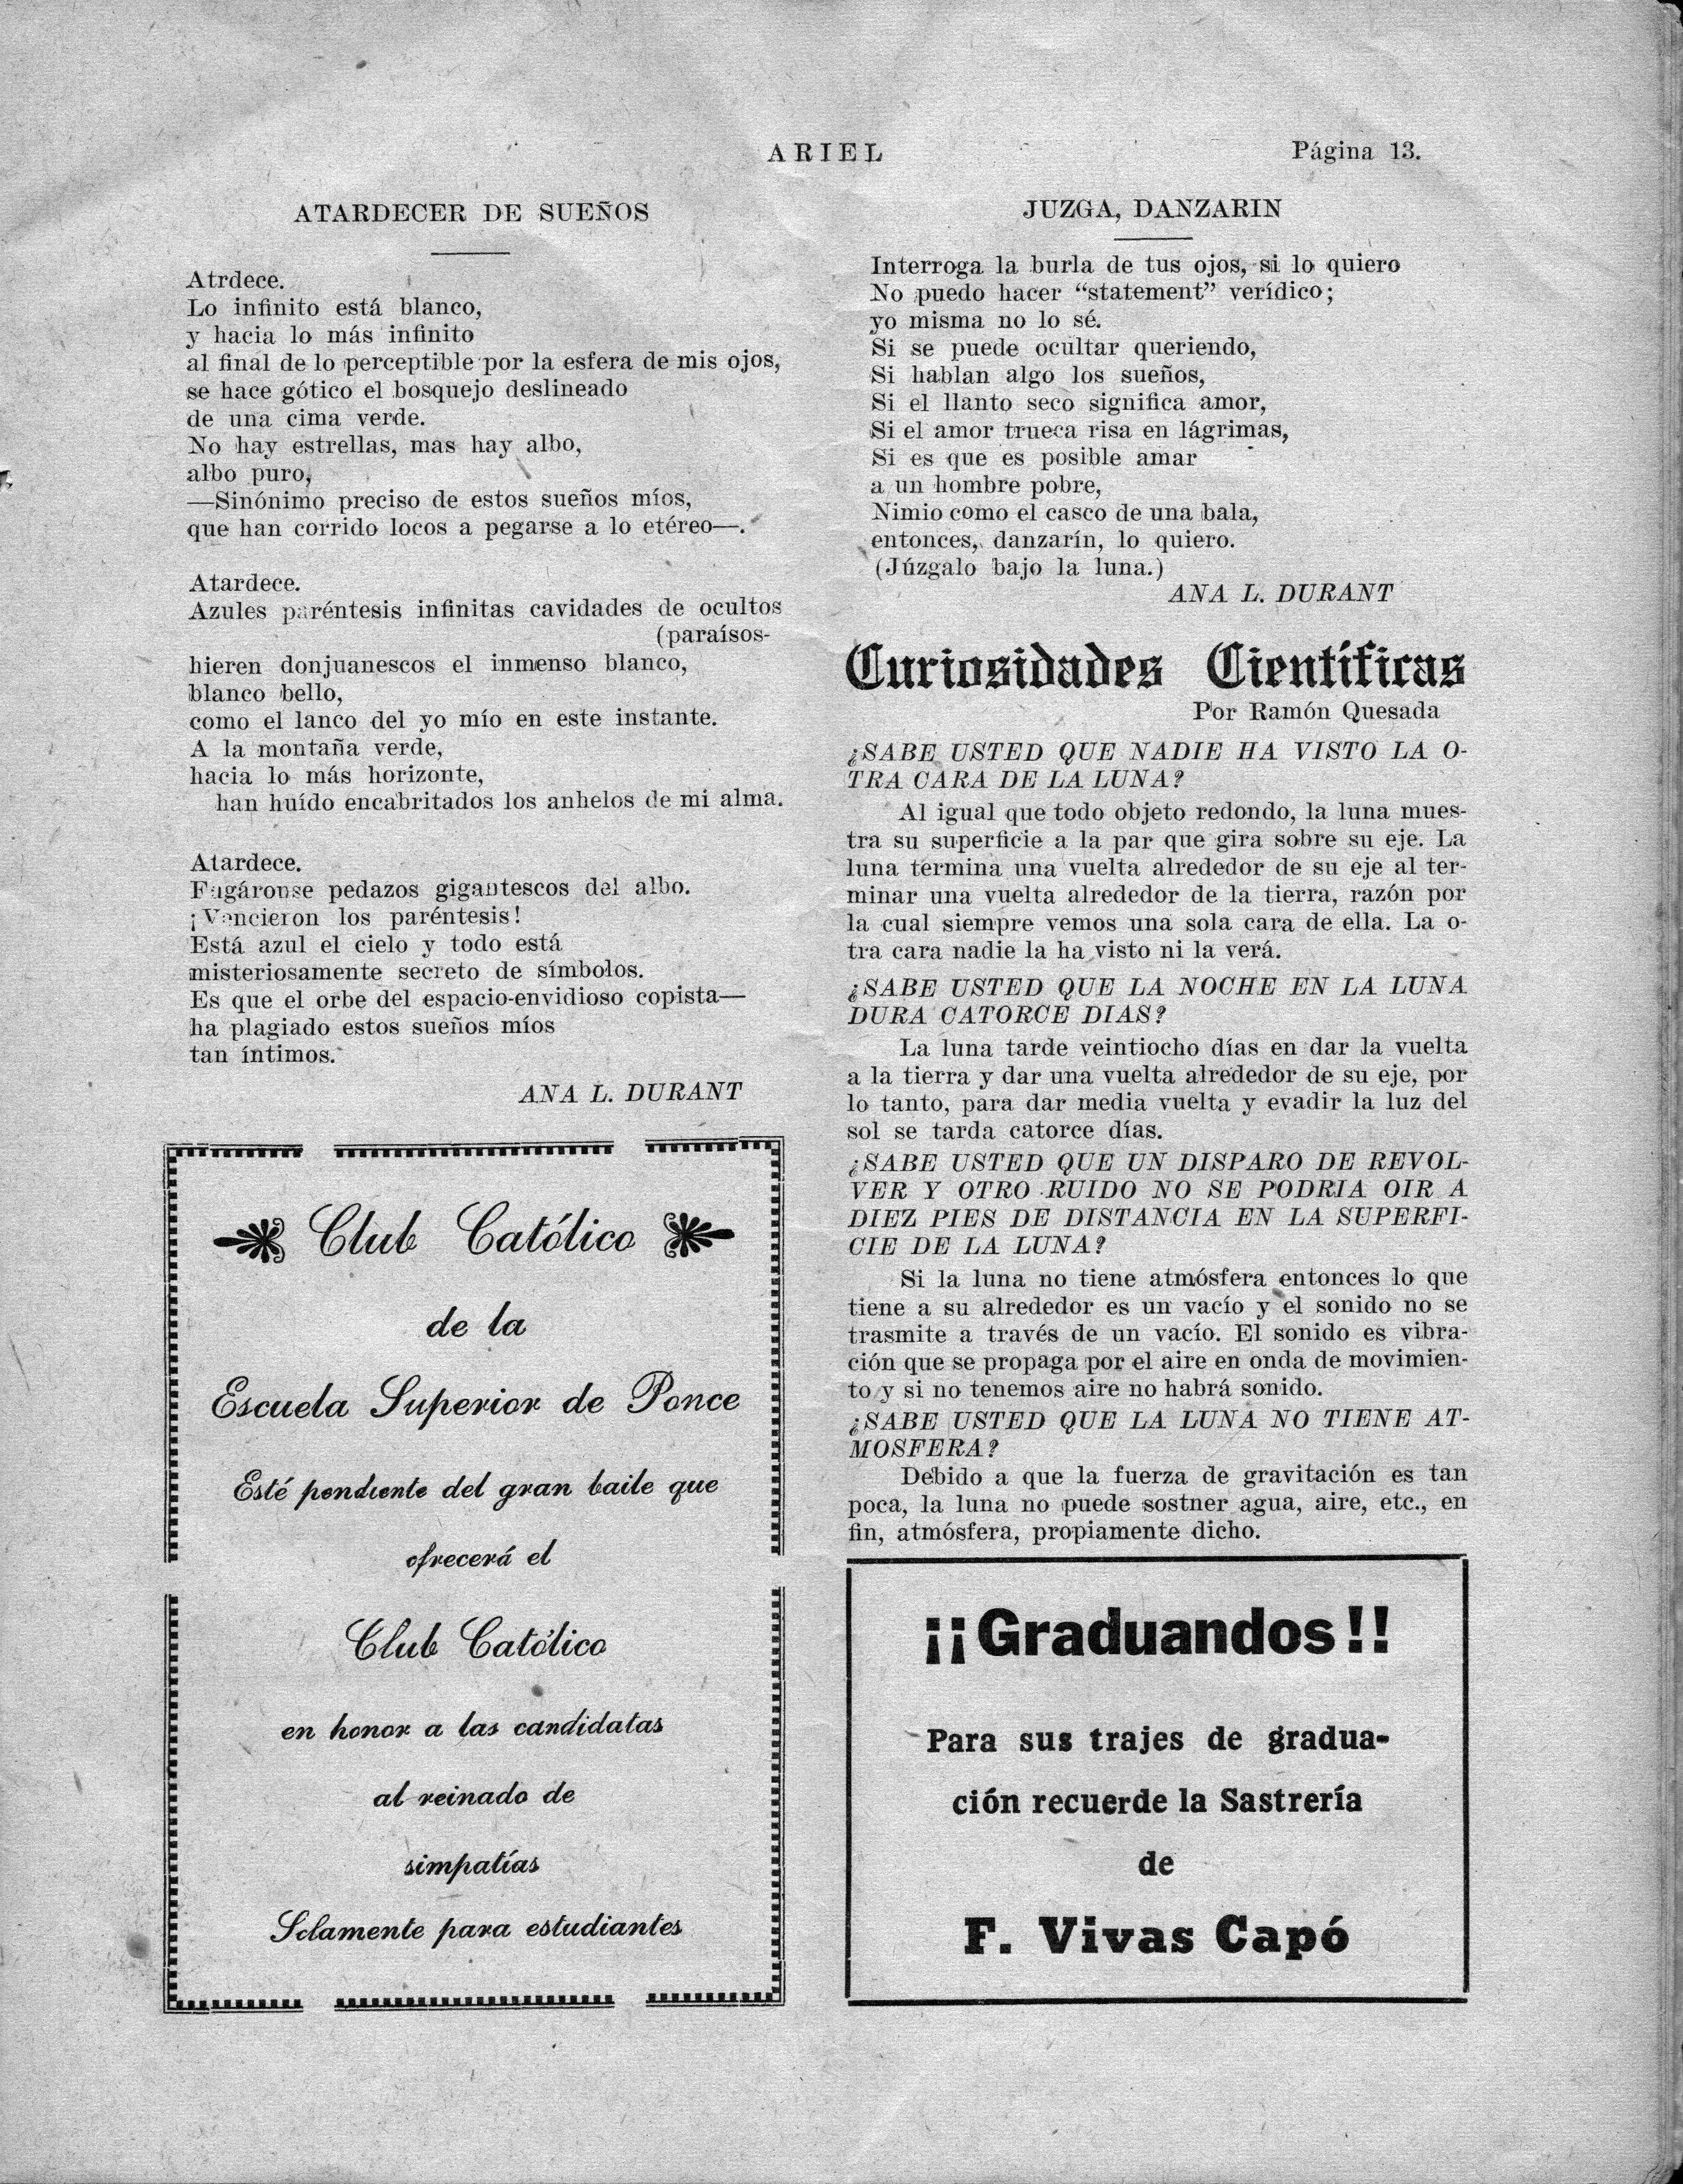 ARIEL
Página 13.
ATARDECER DE SUEÑOS
Atrdece.
Lo infinito está blanco,
y hacia lo más infinito
al final de lo perceptible por la esfera de mis ojos,
se hace gótico el bosquejo deslineado
de una cima verde.
No hay estrellas, mas hay albo,
albo puro,
—Sinónimo preciso de estos sueños míos,
que han corrido locos a pegarse a lo etéreo—.
Atardece.
Azules paréntesis infinitas cavidades de ocultos
(paraísos-
hieren donjuanescos el inmenso blanco,
blanco bello,
como el lanco del yo mío en este instante.
A la montaña verde,
hacia lo más horizonte,
han huído encabritados los anhelos de mi alma.
Atardece.
Fugáronse pedazos gigantescos del albo.
¡Vencieron los paréntesis!
Está azul el cielo y todo está
misteriosamente secreto de símbolos.
Es que el orbe del espacio-envidioso copista—
ha plagiado estos sueños míos
tan íntimos.
ANA L. DURANT
Club Católico
de la
Escuela Superior de Ponce
Esté pendiente del gran baile que
ofrecerá el
Club Católico
en honor a las candidatas
al reinado de
simpatías
Solamente para estudiantes
JUZGA, DANZARIN
Interroga la burla de tus ojos, si lo quiero
No puedo hacer “statement” verídico;
yo misma no lo sé.
Si se puede ocultar queriendo,
Si hablan algo los sueños,
Si el llanto seco significa amor,
Si el amor trueca risa en lágrimas,
Si es que es posible amar
a un hombre pobre,
Nimio como el casco de una bala,
entonces, danzarín, lo quiero.
(Júzgalo bajo la luna.)
ANA L. DURANT
Curiosidades Científicas
Por Ramón Quesada
¿SABE USTED QUE NADIE HA VISTO LA O-
TRA CARA DE LA LUNA?
Al igual que todo objeto redondo, la luna mues-
tra su superficie a la par que gira sobre su eje. La
luna termina una vuelta alrededor de su eje al ter-
minar una vuelta alrededor de la tierra, razón por
la cual siempre vemos una sola cara de ella. La o-
tra cara nadie la ha visto ni la verá.
¿SABE USTED QUE LA NOCHE EN LA LUNA
DURA CATORCE DIAS?
La luna tarde veintiocho días en dar la vuelta
a la tierra y dar una vuelta alrededor de su eje, por
lo tanto, para dar media vuelta y evadir la luz del
sol se tarda catorce días.
¿SABE USTED QUE UN DISPARO DE REVOL-
VER Y OTRO RUIDO NO SE PODRIA OIR A
DIEZ PIES DE DISTANCIA EN LA SUPERFI-
CIE DE LA LUNA?
Si la luna no tiene atmósfera entonces lo que
tiene a su alrededor es un vacío y el sonido no se
trasmite a través de un vacío. El sonido es vibra-
ción que se propaga por el aire en onda de movimien-
to y si no tenemos aire no habrá sonido.
¿SABE USTED QUE LA LUNA NO TIENE AT-
MOSFERA?
Debido a que la fuerza de gravitación es tan
poca, la luna no puede sostner agua, aire, etc., en
fin, atmósfera, propiamente dicho.
¡¡Graduandos!!
Para sus trajes de gradua-
ción recuerde la Sastrería
de
F. Vivas Capó